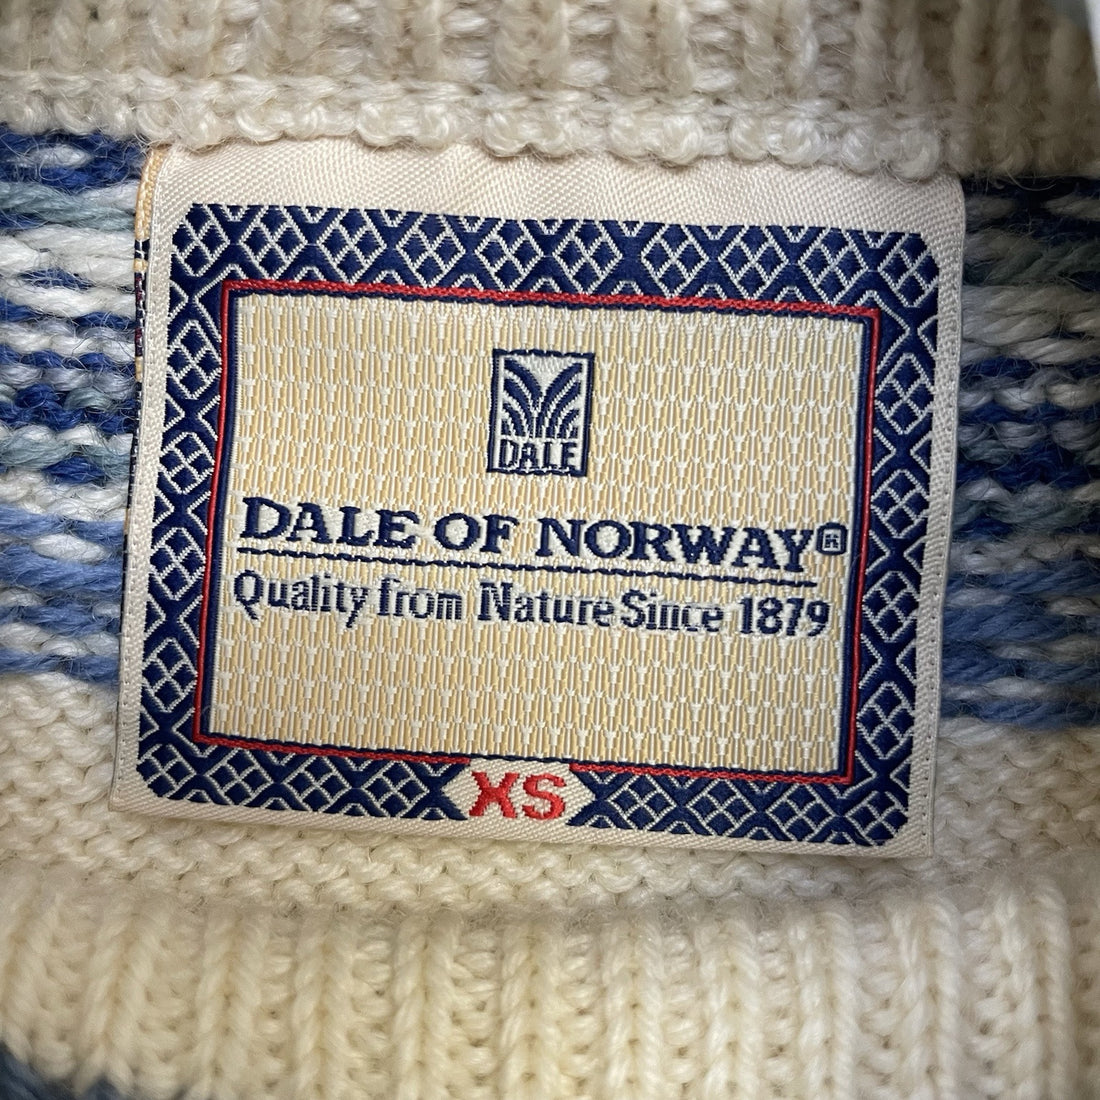 DALE
DALE OF NORWAY®
Quality from Nature Since 1879
XS